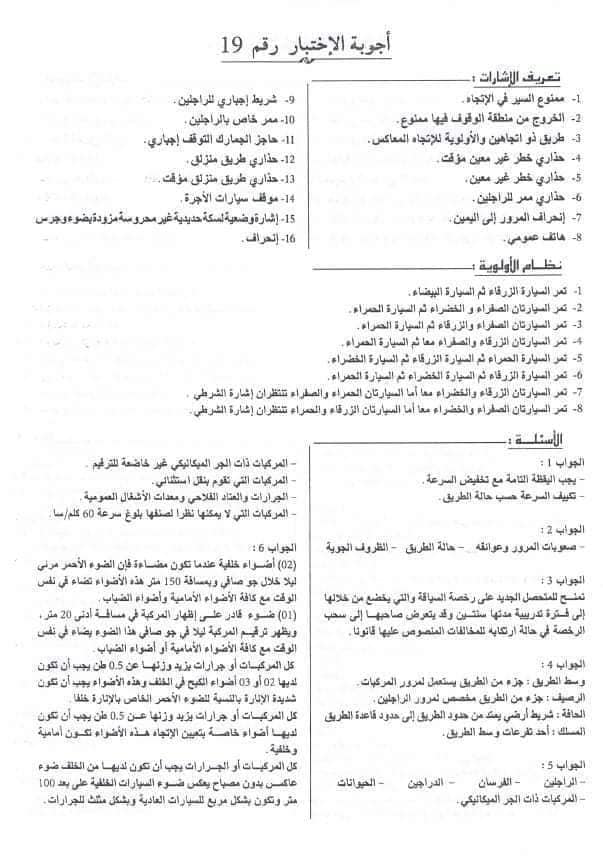 أجوبة الإختبار رقم 19
تعريف الإشارات :
1- ممنوع السير في الإتجاه.
2- الخروج من منطقة الوقوف فيها ممنوع.
3- طريق ذو اتجاهين والأولوية للإتجاه المعاكس.
4- حذاري خطر غير معين مؤقت.
5- حذاري خطر غير معين.
6- حذاري ممر للراجلين.
7- إنحراف المرور إلى اليمين.
8- هاتف عمومي.
9- شريط إجباري للراجلين.
10- ممر خاص بالراجلين.
11- حاجز الجمارك التوقف إجباري.
12- حذاري طريق منزلق.
13- حذاري طريق منزلق مؤقت.
14- موقف سيارات الأجرة.
15- إشارة وضعية لسكة حديدية غير محروسة مزودة بضوء وجرس
16- إنحراف.
نظام الأولوية :
1- تمر السيارة الزرقاء ثم السيارة البيضاء.
2- تمر السيارتان الصفراء و الخضراء ثم السيارة الحمراء.
3- تمر السيارتان الصفراء والزرقاء ثم السيارة الحمراء.
4- تمر السيارتان الزرقاء والصفراء معا ثم السيارة الحمراء.
5- تمر السيارة الحمراء ثم السيارة الزرقاء ثم السيارة الخضراء.
6- تمر السيارة الزرقاء ثم السيارة الخضراء ثم السيارة الحمراء.
7- تمر السيارتان الزرقاء والخضراء معا أما السيارتان الحمراء والصفراء تنتظران إشارة الشرطي.
8- تمر السيارتان الصفراء والخضراء معا أما السيارتان الزرقاء والحمراء تنتظران إشارة الشرطي.
الأسئلة :
الجواب 1 :
- يجب اليقظة التامة مع تخفيض السرعة.
- تكييف السرعة حسب حالة الطريق.
الجواب 2 :
- صعوبات المرور وعوائقه - حالة الطريق - الظروف الجوية
الجواب 3 :
تمنح للمتحصل الجديد على رخصة السياقة والتي يخضع من خلالها
إلى فترة تدريبية مدتها سنتين وقد يتعرض صاحبها إلى سحب
الرخصة في حالة ارتكابه للمخالفات المنصوص عليها قانونا.
الجواب 4 :
وسط الطريق : جزء من الطريق يستعمل لمرور المركبات.
الرصيف : جزء من الطريق مخصص لمرور الراجلين.
الحافة : شريط أرضي يمتد من حدود الطريق إلى حدود قاعدة الطريق
المسلك : أحد تفرعات وسط الطريق.
الجواب 5 :
- الراجلين - الفرسان - الدراجين - الحيوانات
- المركبات ذات الجر الميكانيكي.
- المركبات ذات الجر الميكانيكي غير خاضعة للترقيم.
- المركبات التي تقوم بنقل استثنائي.
- الجرارات والعتاد الفلاحي ومعدات الأشغال العمومية.
- المركبات التي لا يمكنها نظرا لصنفها بلوغ سرعة 60 كلم/سا.
الجواب 6 :
(02) أضواء خلفية عندما تكون مضاءة فإن الضوء الأحمر مرئي
ليلا خلال جو صافي وبمسافة 150 متر هذه الأضواء تضاء في نفس
الوقت مع كافة الأضواء الأمامية وأضواء الضباب.
(01) ضوء قادر على إظهار المركبة في مسافة أدنى 20 متر،
ويظهر ترقيم المركبة ليلا في جو صافي هذا الضوء يضاء في نفس
الوقت مع كافة الأضواء الأمامية أو أضواء الضباب.
كل المركبات أو جرارات يزيد وزنها عن 0.5 طن يجب أن تكون
لديها 02 أو 03 أضواء الكبح في الخلف وهذه الأضواء يجب أن تكون
شديدة الإنارة بالنسبة للضوء الأحمر الخاص بالإنارة خلفا.
كل المركبات أو جرارات يزيد وزنها عن 0.5 طن يجب أن تكون
لديها أضواء خاصة بتعيين الإتجاه هذه الأضواء تكون أمامية
وخلفية.
كل المركبات أو الجرارات يجب أن تكون لديها من الخلف ضوء
عاكس بدون مصباح يعكس ضوء السيارات الخلفية على بعد 100
متر وتكون بشكل مربع للسيارات العادية وبشكل مثلث للجرارات.